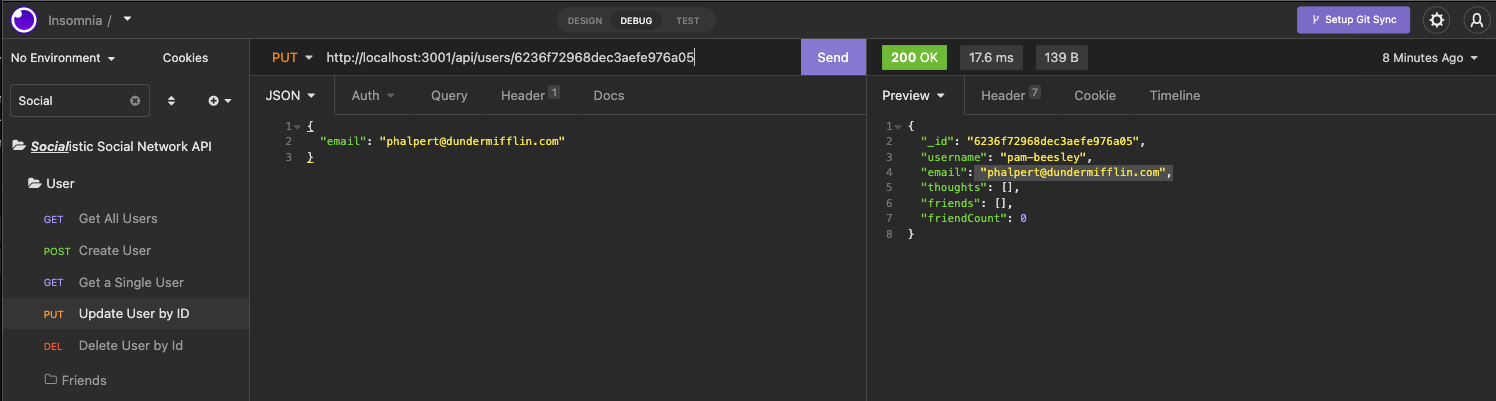 Insomnia /
DESIGN DEBUG TEST
Setup Git Sync
No Environment Cookies
PUT http://localhost:3001/api/users/6236f72968dec3aefe976a05 Send
200 OK 17.6 ms 139 B 8 Minutes Ago
Social
JSON Auth Query Header 1 Docs
Preview Header 7 Cookie Timeline
Socialistic Social Network API
User
GET Get All Users
POST Create User
GET Get a Single User
PUT Update User by ID
DEL Delete User by Id
Friends
1 {
2 "email": "phalpert@dundermifflin.com"
3 }
1 {
2 "_id": "6236f72968dec3aefe976a05",
3 "username": "pam-beesley",
4 "email": "phalpert@dundermifflin.com",
5 "thoughts": [],
6 "friends": [],
7 "friendCount": 0
8 }